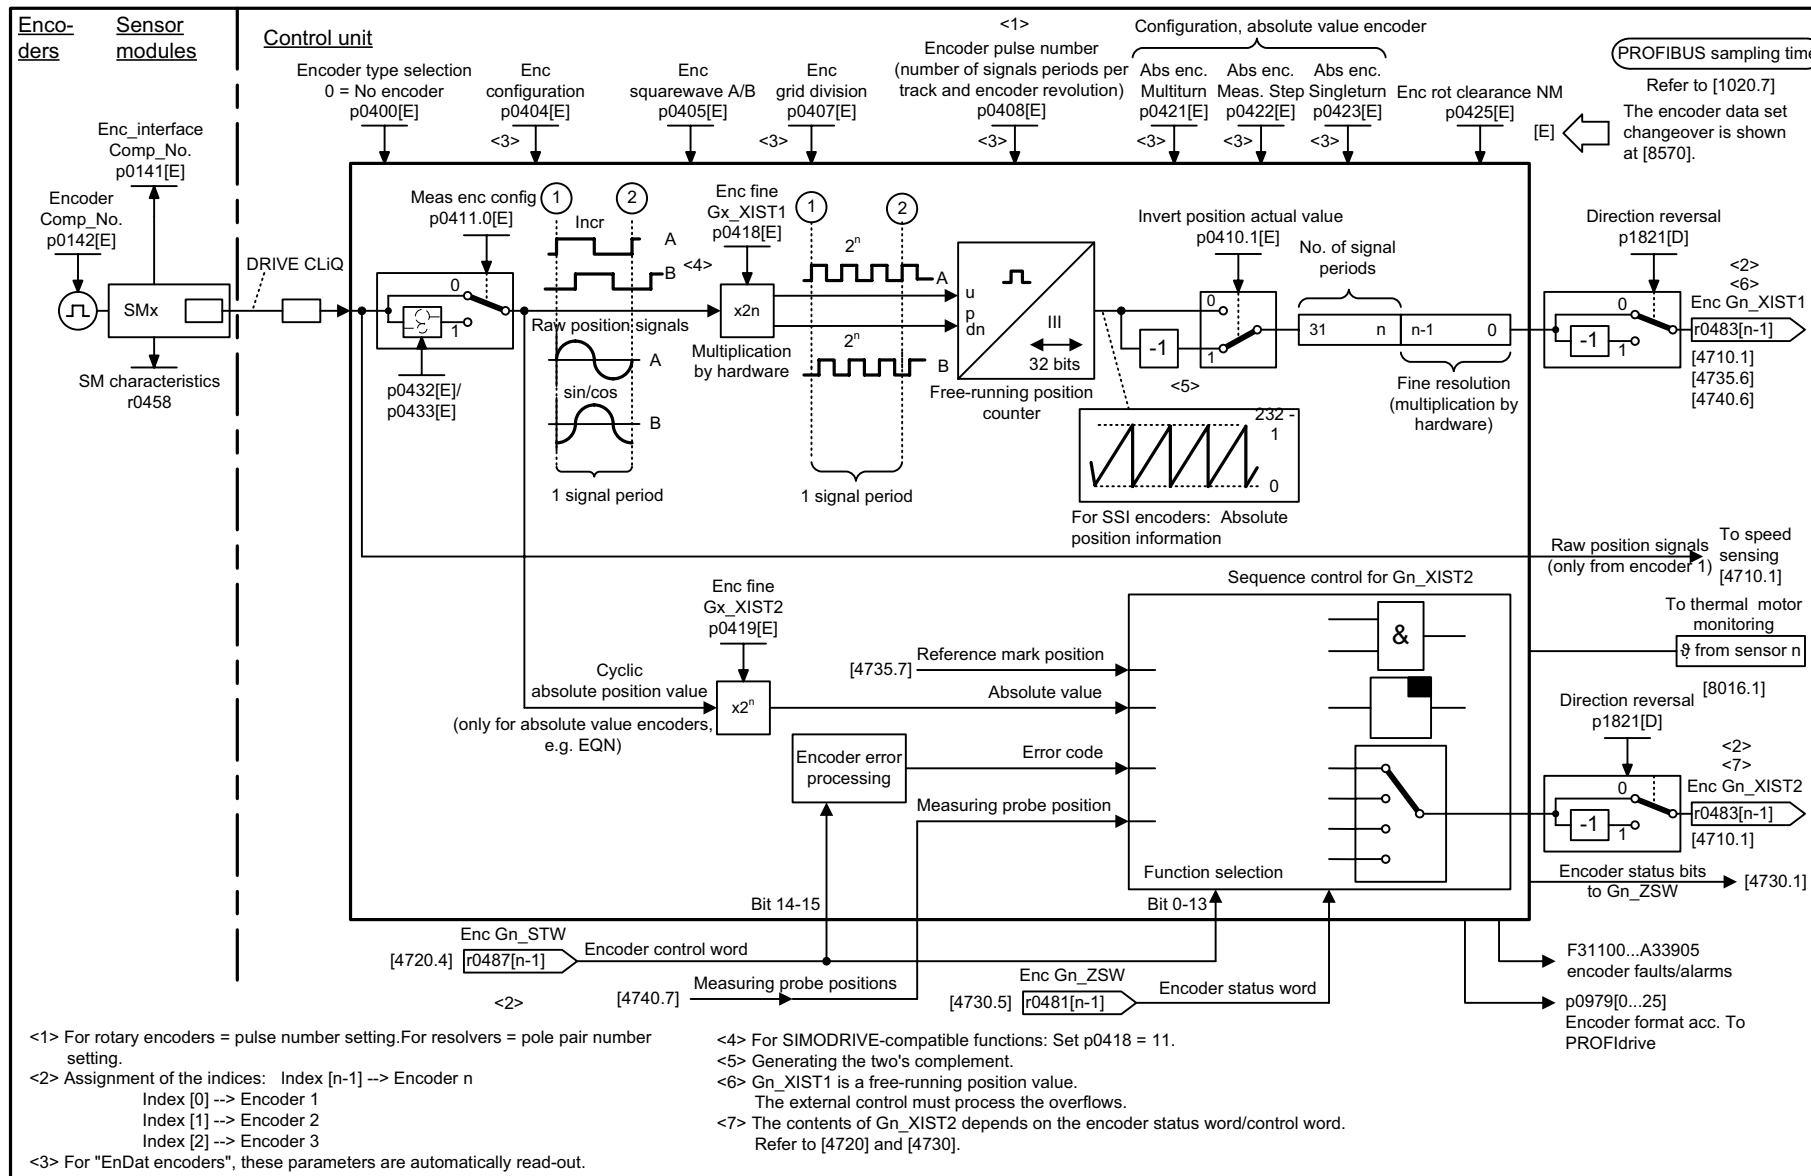 Enco-
ders
Sensor
modules
Control unit
Encoder type selection
0 = No encoder
p0400[E]
Enc
configuration
p0404[E]
<3>
Enc
squarewave A/B
p0405[E]
Enc
grid division
p0407[E]
<3>
<1>
Encoder pulse number
(number of signals periods per
track and encoder revolution)
p0408[E]
<3>
Configuration, absolute value encoder
Abs enc.
Multiturn
p0421[E]
<3>
Abs enc.
Meas. Step
p0422[E]
<3>
Abs enc.
Singleturn
p0423[E]
<3>
Enc rot clearance NM
p0425[E]
PROFIBUS sampling time
Refer to [1020.7]
[E]
The encoder data set
changeover is shown
at [8570].
Enc_interface
Comp_No.
p0141[E]
Encoder
Comp_No.
p0142[E]
SMx
DRIVE CLiQ
SM characteristics
r0458
Meas enc config
p0411.0[E]
0
1
p0432[E]/
p0433[E]
1
2
Incr
A
B
Raw position signals
A
sin/cos
B
1 signal period
<4>
Enc fine
Gx_XIST1
p0418[E]
x2n
Multiplication
by hardware
1
2
2n
A
2n
B
1 signal period
u
p
dn
III
32 bits
Free-running position
counter
Invert position actual value
p0410.1[E]
0
-1
1
<5>
No. of signal
periods
31
n
n-1
0
Fine resolution
(multiplication by
hardware)
232 -
1
0
For SSI encoders: Absolute
position information
Direction reversal
p1821[D]
0
-1
1
<2>
<6>
Enc Gn_XIST1
r0483[n-1]
[4710.1]
[4735.6]
[4740.6]
Raw position signals
(only from encoder 1)
To speed
sensing
[4710.1]
To thermal motor
monitoring
ϑ from sensor n
[8016.1]
Enc fine
Gx_XIST2
p0419[E]
Cyclic
absolute position value
(only for absolute value encoders,
e.g. EQN)
x2n
Sequence control for Gn_XIST2
[4735.7]
Reference mark position
Absolute value
Error code
Measuring probe position
Encoder error
processing
&
Function selection
Direction reversal
p1821[D]
0
-1
1
<2>
<7>
Enc Gn_XIST2
r0483[n-1]
[4710.1]
Encoder status bits
to Gn_ZSW
[4730.1]
Bit 14-15
Bit 0-13
Enc Gn_STW
[4720.4]
r0487[n-1]
Encoder control word
<2>
[4740.7]
Measuring probe positions
Enc Gn_ZSW
[4730.5]
r0481[n-1]
Encoder status word
F31100...A33905
encoder faults/alarms
p0979[0...25]
Encoder format acc. To
PROFIdrive
<1> For rotary encoders = pulse number setting.For resolvers = pole pair number
setting.
<2> Assignment of the indices: Index [n-1] --> Encoder n
Index [0] --> Encoder 1
Index [1] --> Encoder 2
Index [2] --> Encoder 3
<3> For "EnDat encoders", these parameters are automatically read-out.
<4> For SIMODRIVE-compatible functions: Set p0418 = 11.
<5> Generating the two's complement.
<6> Gn_XIST1 is a free-running position value.
The external control must process the overflows.
<7> The contents of Gn_XIST2 depends on the encoder status word/control word.
Refer to [4720] and [4730].